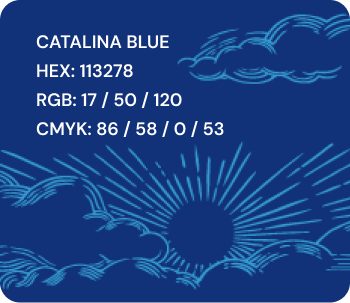 CATALINA BLUE
HEX: 113278
RGB: 17 / 50 / 120
CMYK: 86 / 58 / 0 / 53